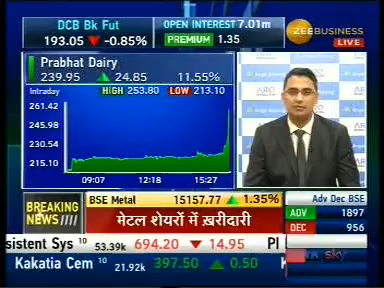 DCB Bk Fut
193.05 ▼ -0.85%
OPEN INTEREST 7.01m
PREMIUM 1.35
ZEE BUSINESS
LIVE
Prabhat Dairy
239.95 ▲ 24.85 11.55%
Intraday HIGH 253.80 LOW 213.10
261.42
245.98
230.54
215.10
09:07 12:18 15:27
BREAKING
NEWS ////
BSE Metal 15157.77 ▲ 1.35%
मेटल शेयरों में ख़रीदारी
Adv Dec BSE
ADV 1897
DEC 956
sistent Sys 10 53.39k 694.20 ▼ 14.95 PI
Kakatia Cem 10 21.92k 397.50 ▲ 0.50 K
sky